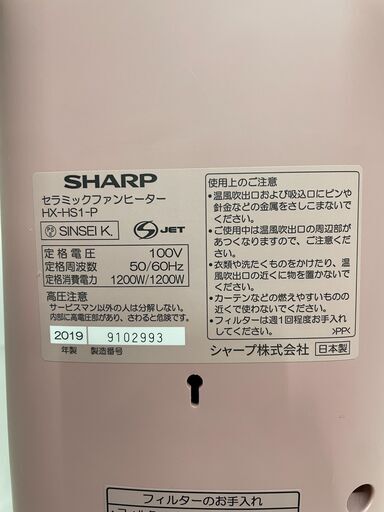 SHARP
セラミックファンヒーター
HX-HS1-P
SINSEI K.
JET
定格電圧 100V
定格周波数 50/60Hz
定格消費電力 1200W/1200W
高圧注意
サービスマン以外の人は分解しない。
内部に高電圧部があり、さわると危険です。
2019 9102993
年製 製造番号
使用上のご注意
•温風吹出口および吸込口にピンや
針金などの金属をさしこまないで
ください。
•ご使用中は温風吹出口の周辺部が
あつくなりますので、ご注意
ください。
•衣類や洗たくものをかけたり、温風
吹出口の近くに物を置かないで
ください。
•カーテンなどの燃えやすいものの
近くで使わないでください。
•フィルターは週1回程度お手入れ
してください。
>PP<
シャープ株式会社 日本製
フィルターのお手入れ